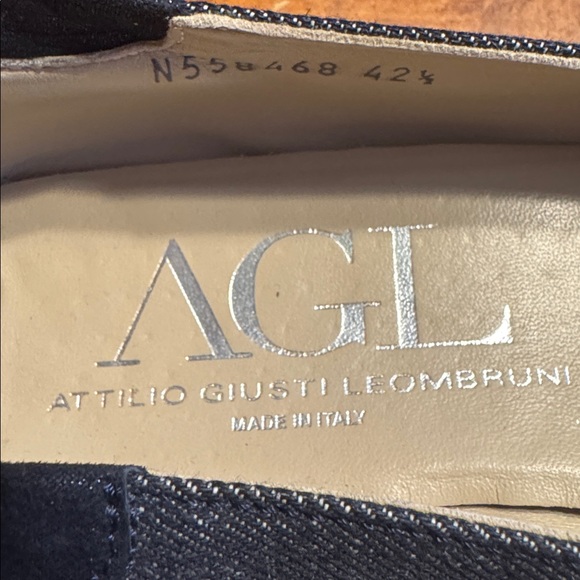 N558468 42½
AGL
ATTILIO GIUSTI LEOMBRUNI
MADE IN ITALY